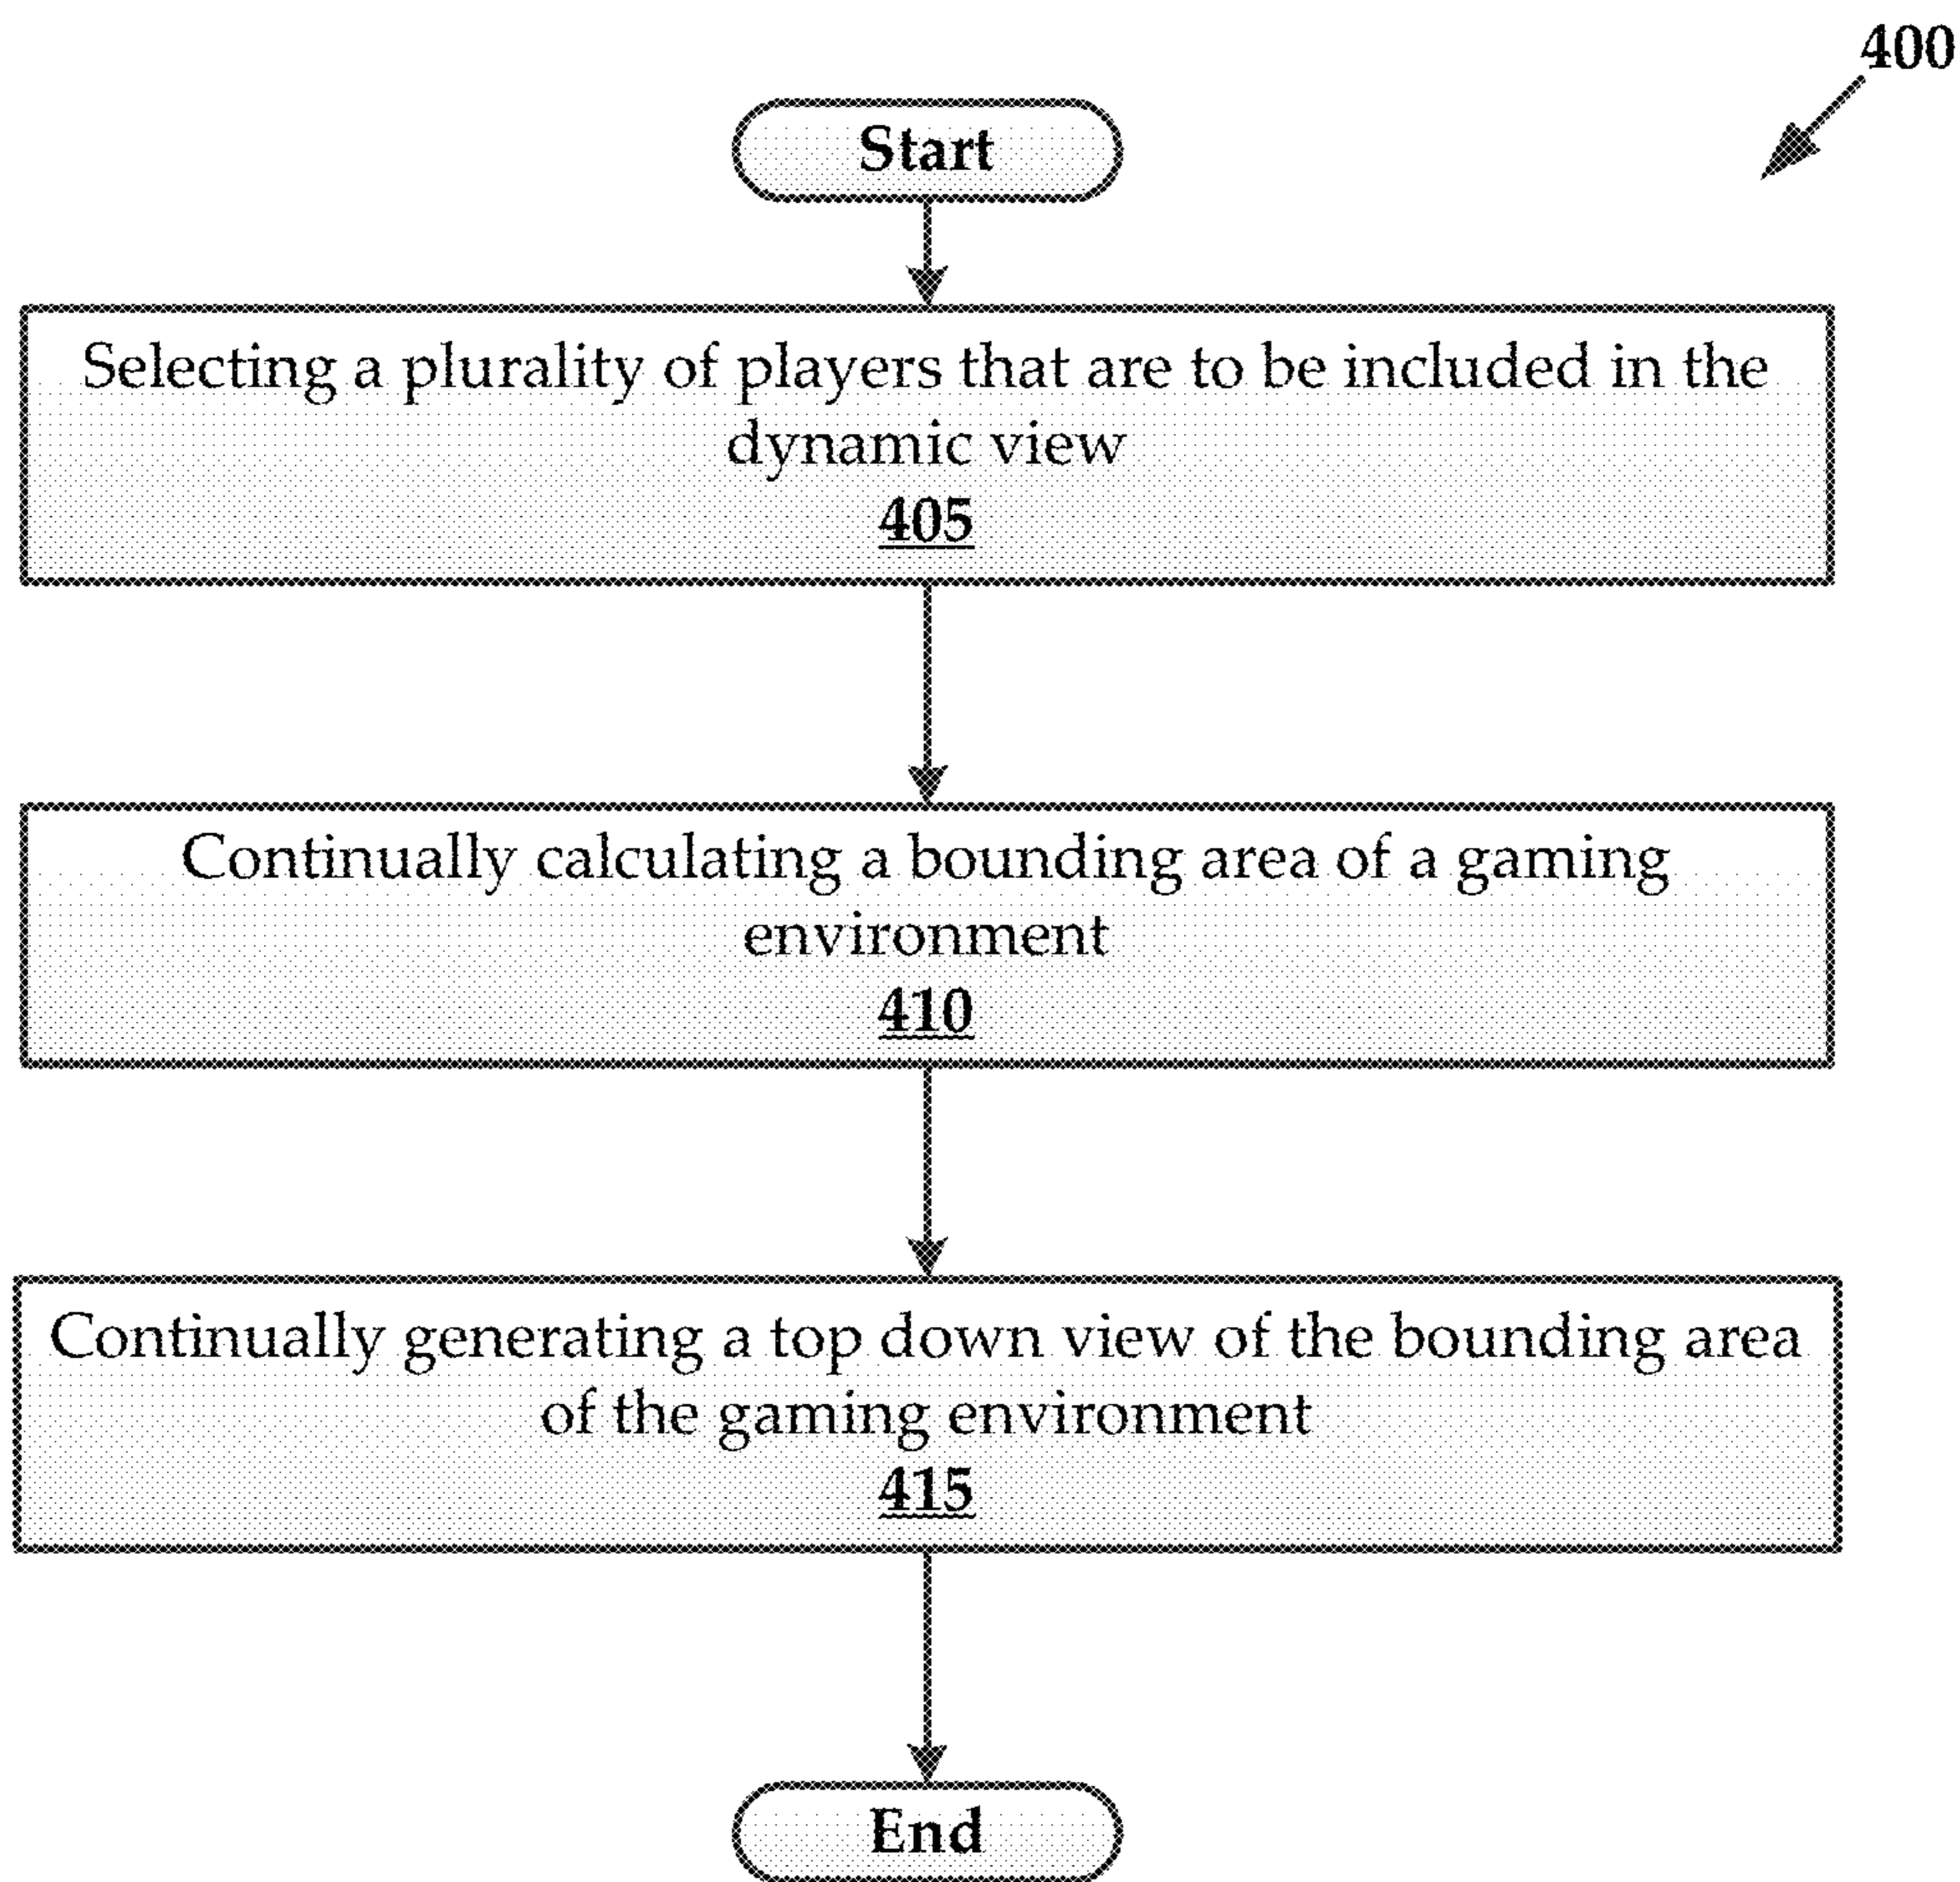 400
Start
Selecting a plurality of players that are to be included in the
dynamic view
405
Continually calculating a bounding area of a gaming
environment
410
Continually generating a top down view of the bounding area
of the gaming environment
415
End